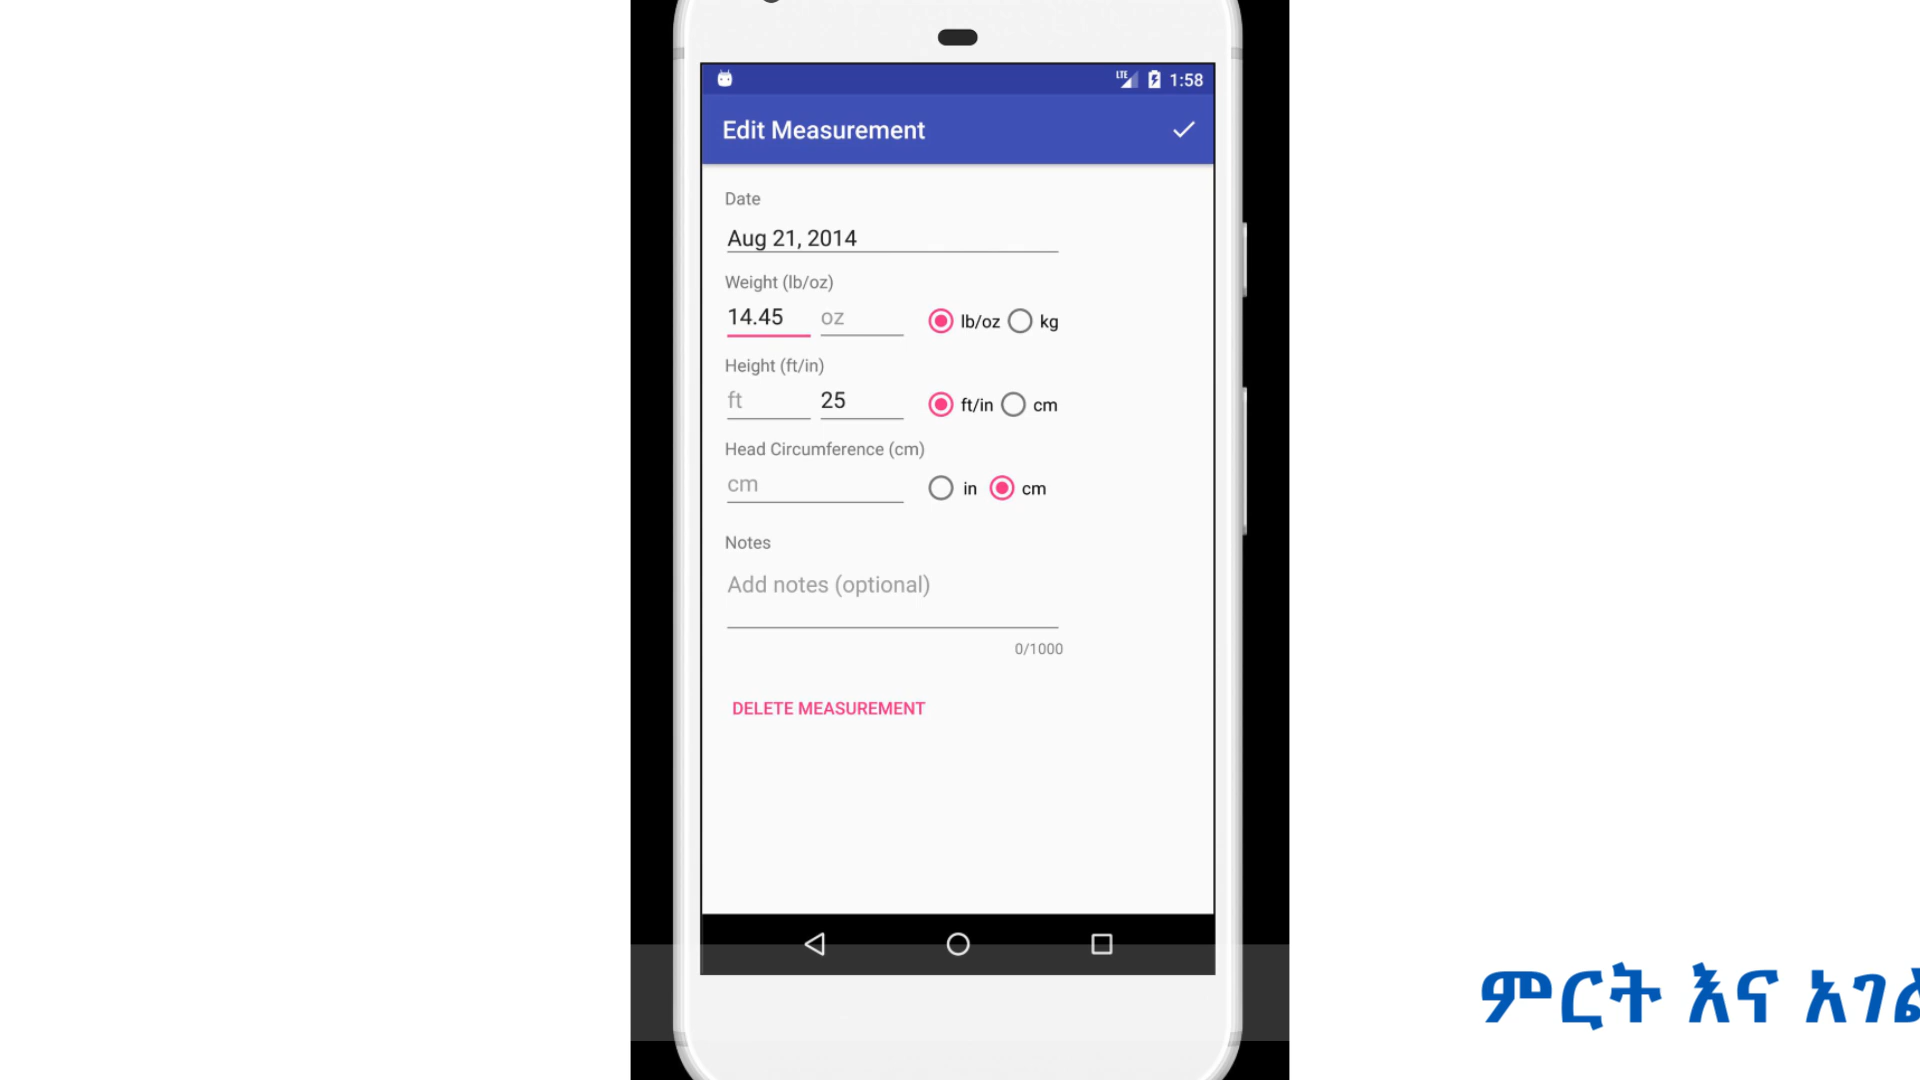 LTE 1:58
Edit Measurement
Date
Aug 21, 2014
Weight (lb/oz)
14.45 oz lb/oz kg
Height (ft/in)
ft 25 ft/in cm
Head Circumference (cm)
cm in cm
Notes
Add notes (optional)
0/1000
DELETE MEASUREMENT
ምርት እና